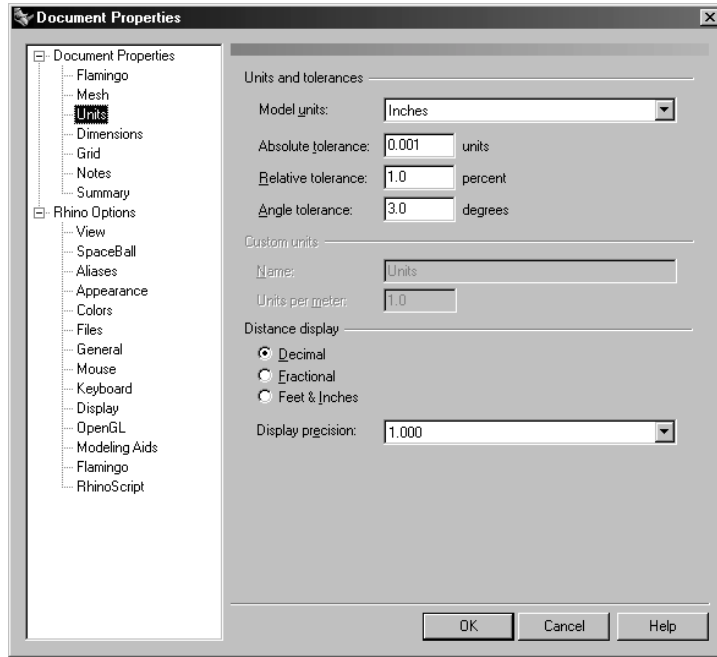 Document Properties
Document Properties
Flamingo
Mesh
Units
Dimensions
Grid
Notes
Summary
Rhino Options
View
SpaceBall
Aliases
Appearance
Colors
Files
General
Mouse
Keyboard
Display
OpenGL
Modeling Aids
Flamingo
RhinoScript
Units and tolerances
Model units: Inches
Absolute tolerance: 0.001 units
Relative tolerance: 1.0 percent
Angle tolerance: 3.0 degrees
Custom units
Name: Units
Units per meter: 1.0
Distance display
Decimal
Fractional
Feet & Inches
Display precision: 1.000
OK Cancel Help